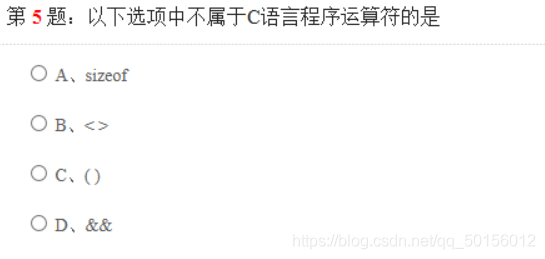 第 5 题：以下选项中不属于C语言程序运算符的是
A、sizeof
B、<>
C、()
D、&&
https://blog.csdn.net/qq_50156012